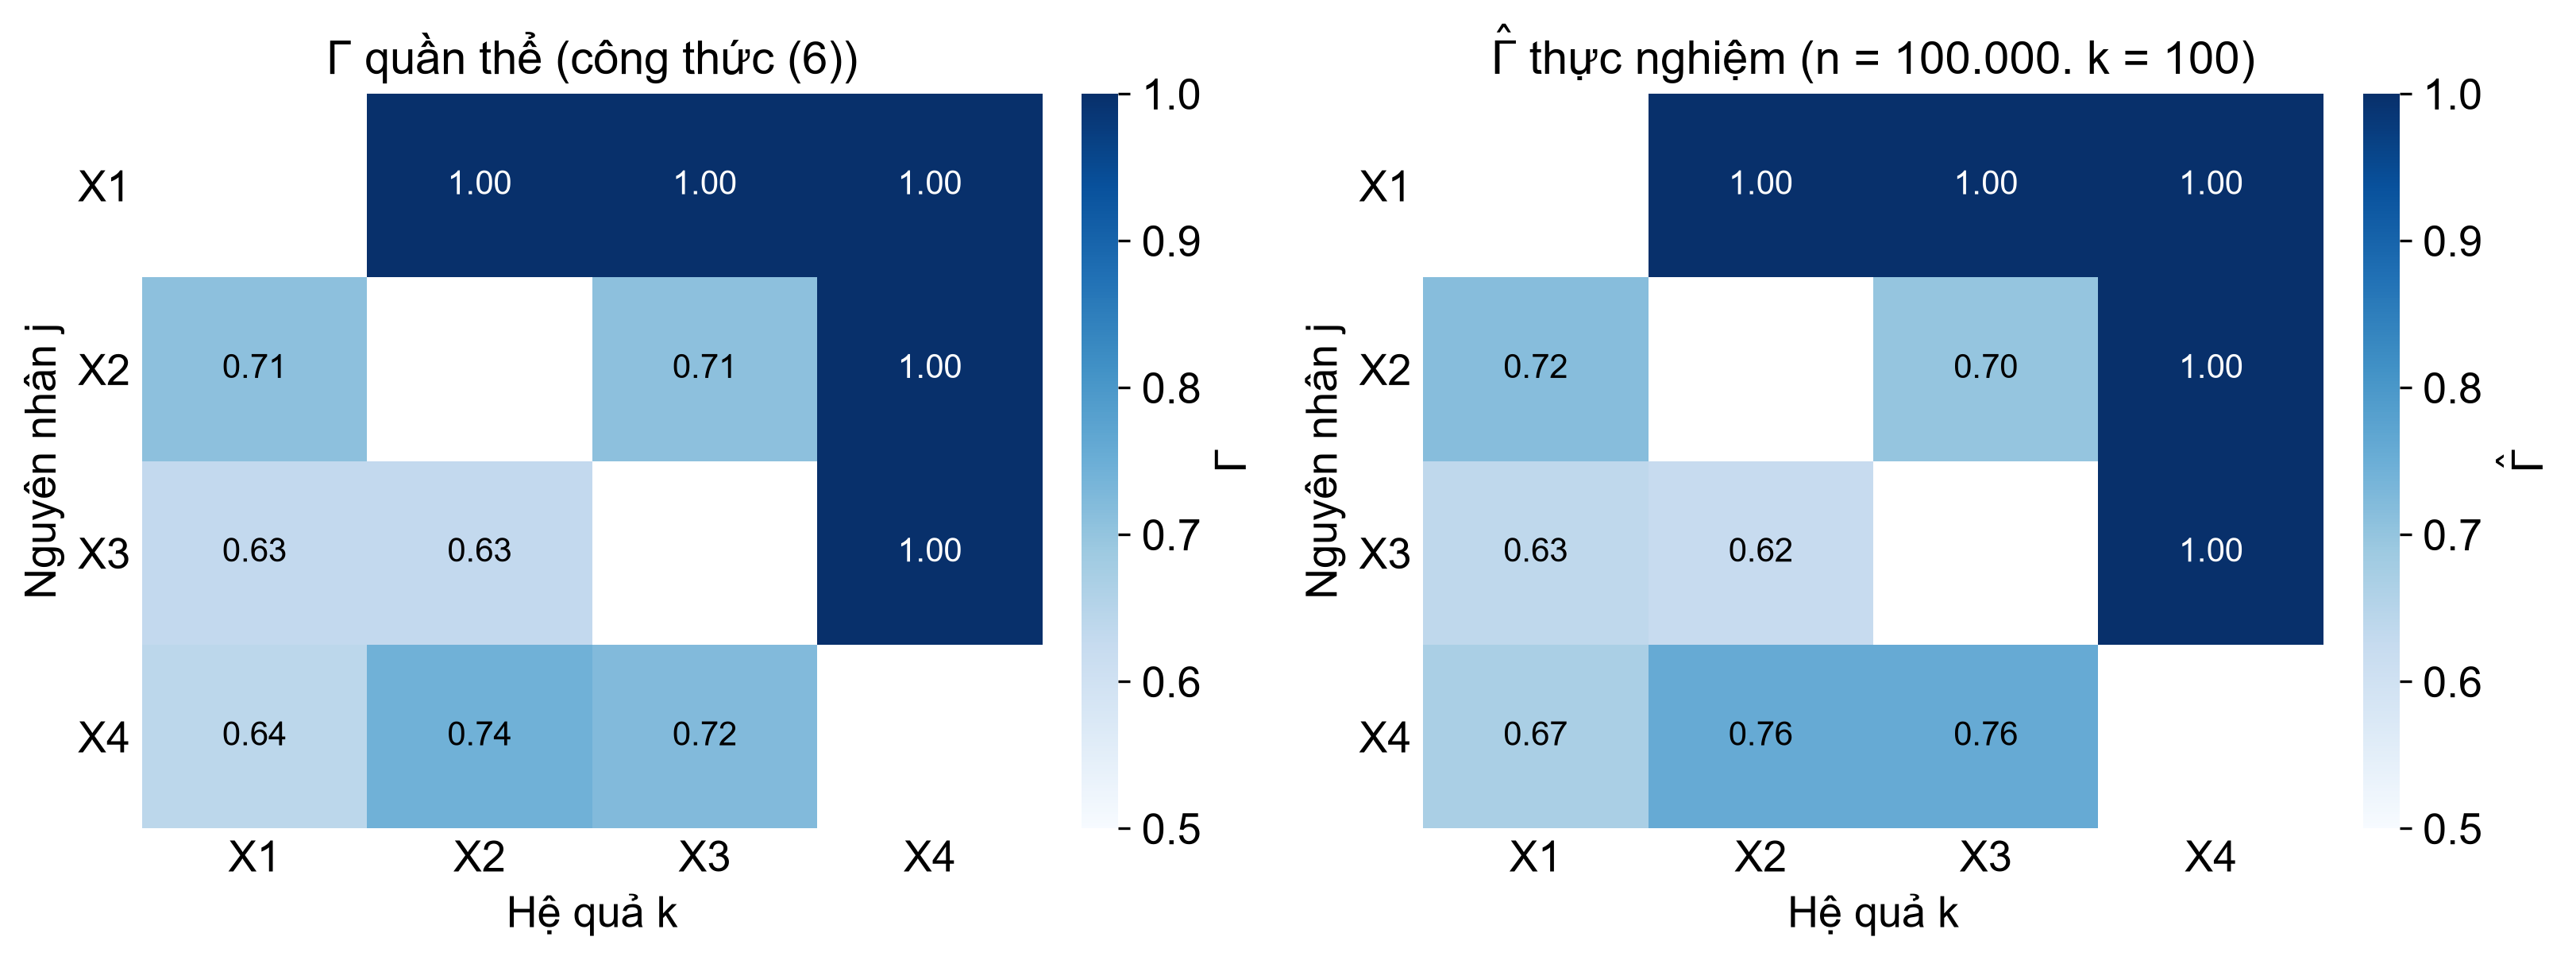 Γ quần thể (công thức (6))
1.0
0.9
0.8
0.7
0.6
0.5
Γ
Nguyên nhân j
X1
1.00 1.00 1.00
X2
0.71 0.71 1.00
X3
0.63 0.63 1.00
X4
0.64 0.74 0.72
X1 X2 X3 X4
Hệ quả k
Γ̂ thực nghiệm (n = 100.000. k = 100)
1.0
0.9
0.8
0.7
0.6
0.5
Γ̂
Nguyên nhân j
X1
1.00 1.00 1.00
X2
0.72 0.70 1.00
X3
0.63 0.62 1.00
X4
0.67 0.76 0.76
X1 X2 X3 X4
Hệ quả k